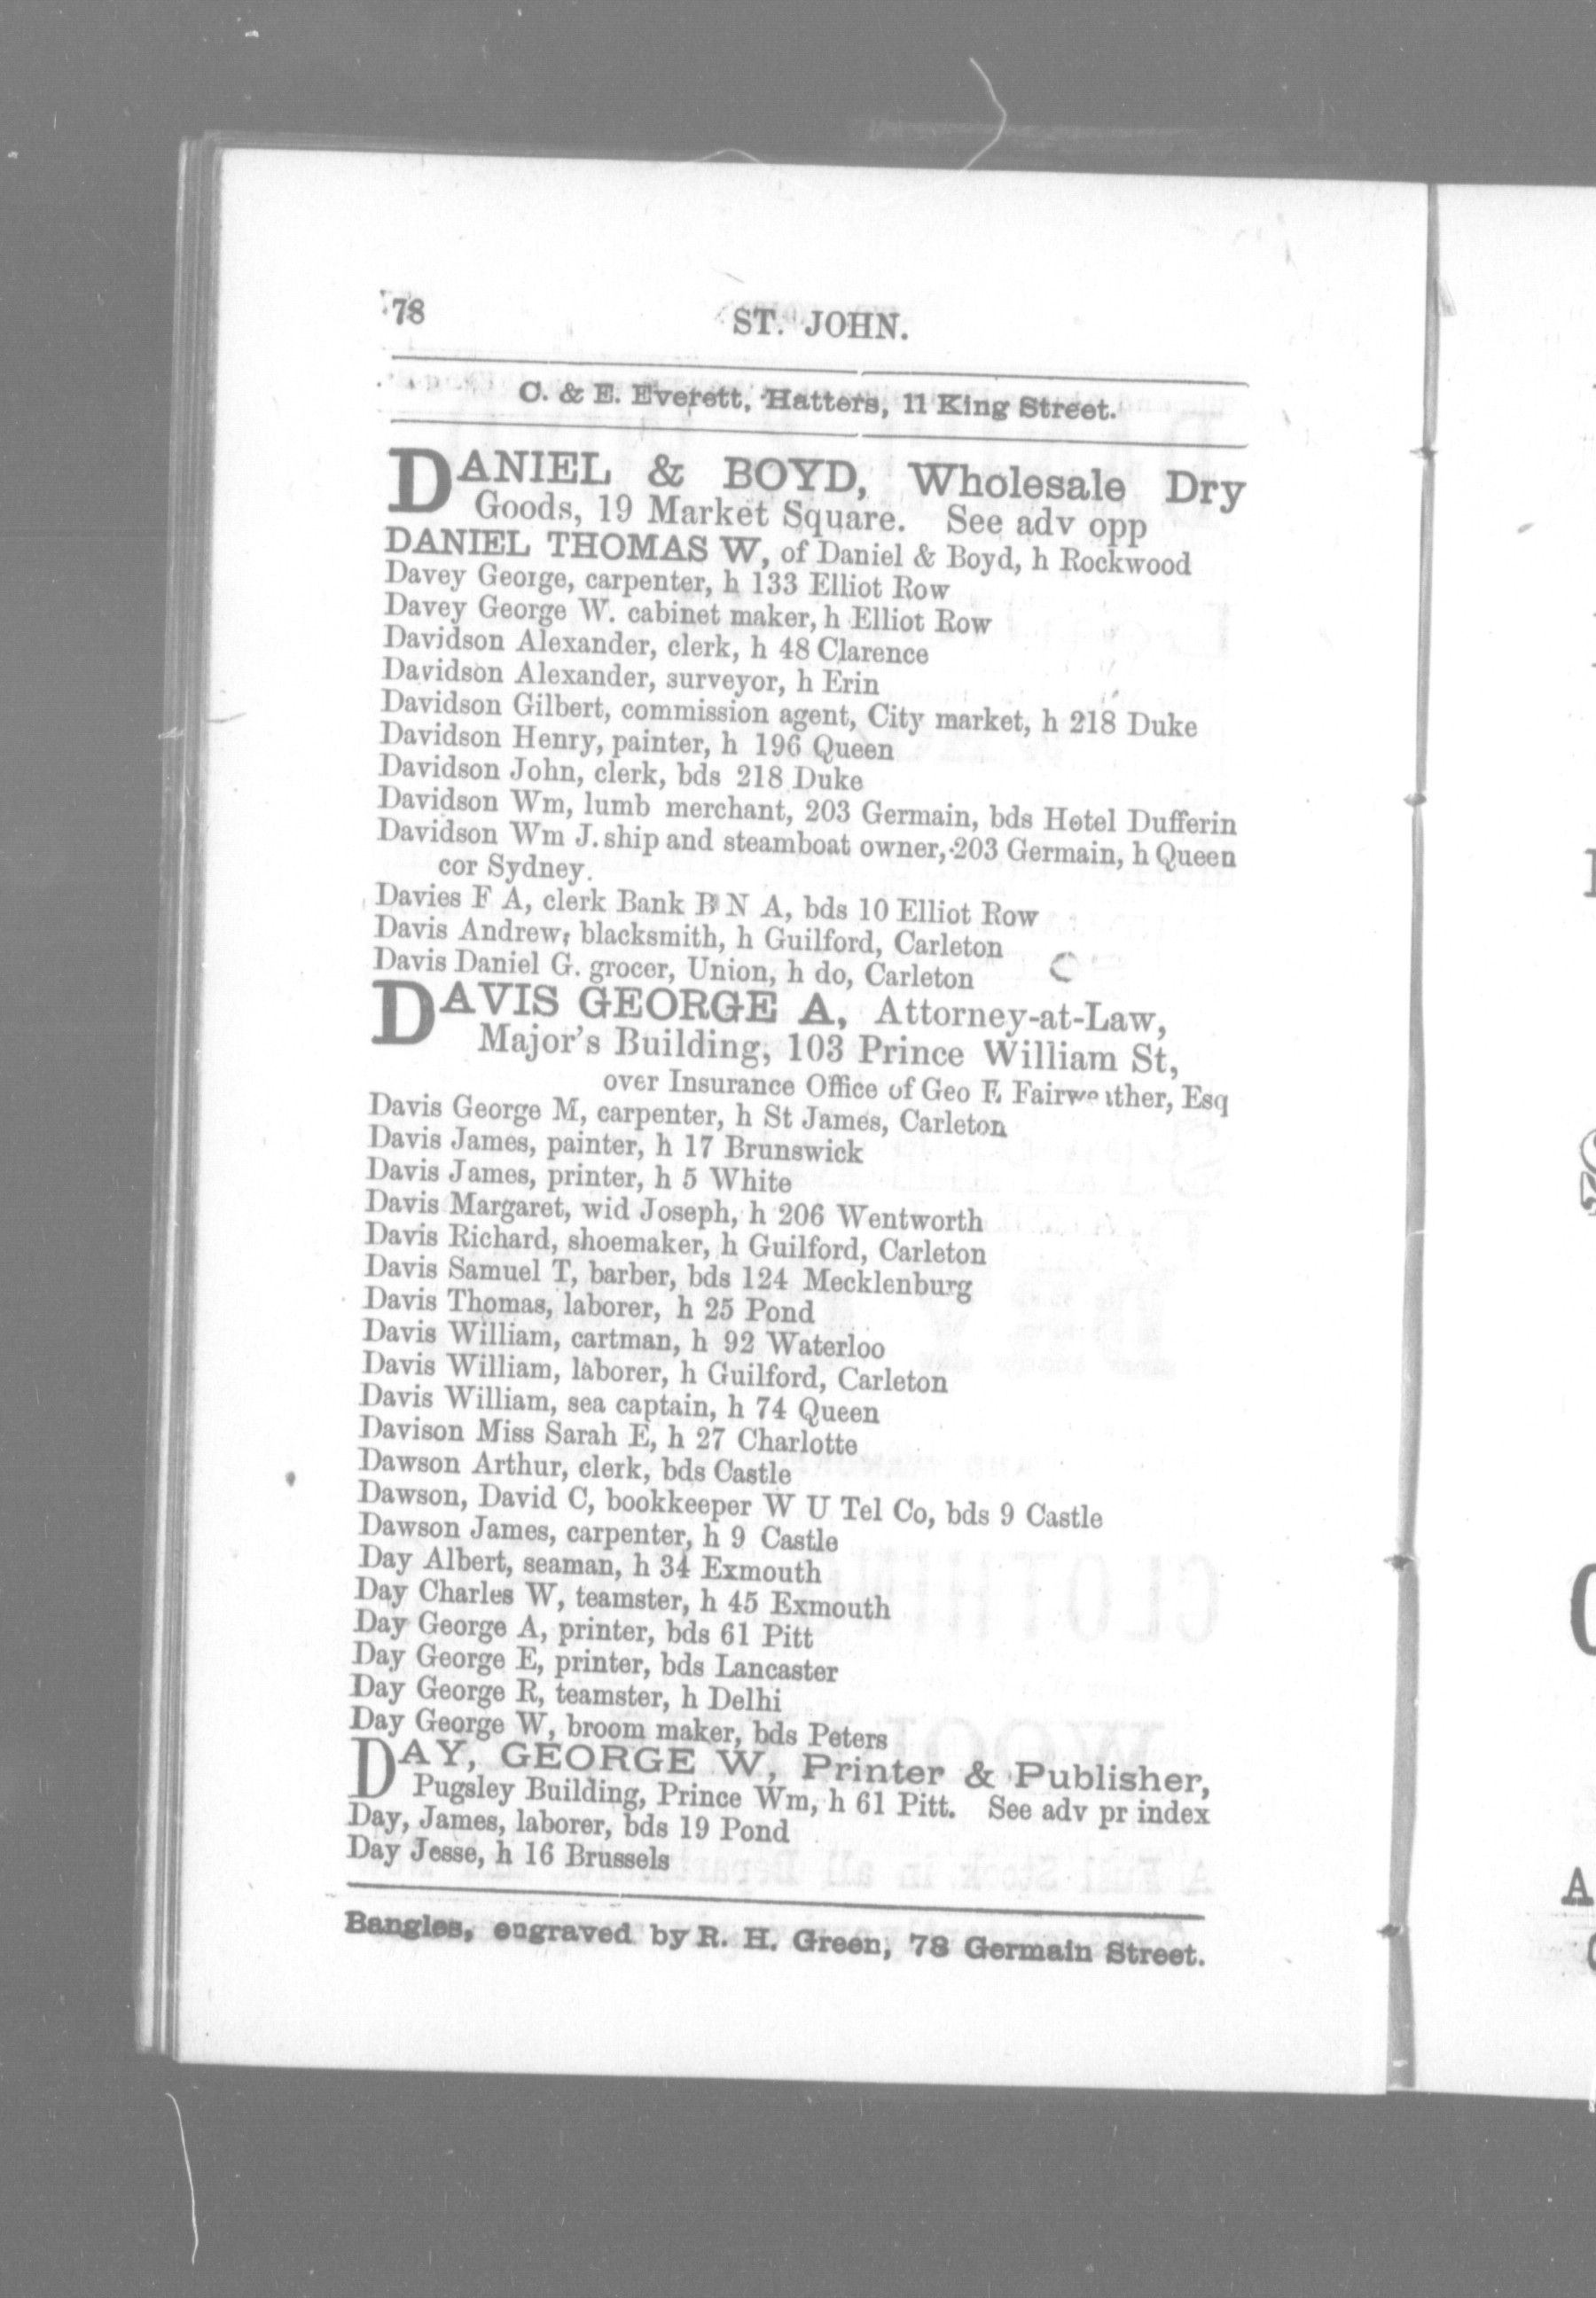 78
ST. JOHN.
C. & E. Everett, Hatters, 11 King Street.
DANIEL & BOYD, Wholesale Dry
Goods, 19 Market Square. See adv opp
DANIEL THOMAS W, of Daniel & Boyd, h Rockwood
Davey George, carpenter, h 133 Elliot Row
Davey George W. cabinet maker, h Elliot Row
Davidson Alexander, clerk, h 48 Clarence
Davidson Alexander, surveyor, h Erin
Davidson Gilbert, commission agent, City market, h 218 Duke
Davidson Henry, painter, h 196 Queen
Davidson John, clerk, bds 218 Duke
Davidson Wm, lumb merchant, 203 Germain, bds Hotel Dufferin
Davidson Wm J. ship and steamboat owner, 203 Germain, h Queen
cor Sydney.
Davies F A, clerk Bank B N A, bds 10 Elliot Row
Davis Andrew, blacksmith, h Guilford, Carleton
Davis Daniel G. grocer, Union, h do, Carleton
DAVIS GEORGE A, Attorney-at-Law,
Major's Building, 103 Prince William St,
over Insurance Office of Geo E Fairweather, Esq
Davis George M, carpenter, h St James, Carleton
Davis James, painter, h 17 Brunswick
Davis James, printer, h 5 White
Davis Margaret, wid Joseph, h 206 Wentworth
Davis Richard, shoemaker, h Guilford, Carleton
Davis Samuel T, barber, bds 124 Mecklenburg
Davis Thomas, laborer, h 25 Pond
Davis William, cartman, h 92 Waterloo
Davis William, laborer, h Guilford, Carleton
Davis William, sea captain, h 74 Queen
Davison Miss Sarah E, h 27 Charlotte
Dawson Arthur, clerk, bds Castle
Dawson, David C, bookkeeper W U Tel Co, bds 9 Castle
Dawson James, carpenter, h 9 Castle
Day Albert, seaman, h 34 Exmouth
Day Charles W, teamster, h 45 Exmouth
Day George A, printer, bds 61 Pitt
Day George E, printer, bds Lancaster
Day George R, teamster, h Delhi
Day George W, broom maker, bds Peters
DAY, GEORGE W, Printer & Publisher,
Pugsley Building, Prince Wm, h 61 Pitt. See adv pr index
Day, James, laborer, bds 19 Pond
Day Jesse, h 16 Brussels
Bangles, engraved by R. H. Green, 78 Germain Street.